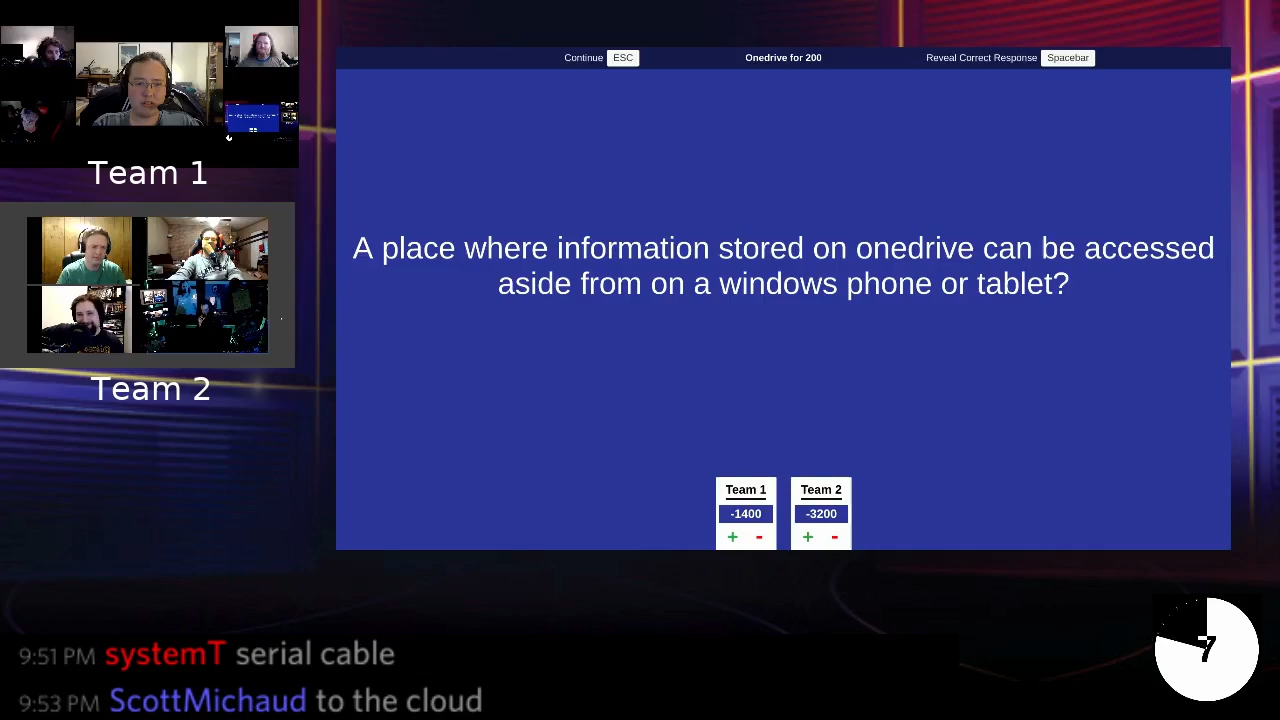 Team 1
Team 2
Continue ESC
Onedrive for 200
Reveal Correct Response Spacebar
A place where information stored on onedrive can be accessed
aside from on a windows phone or tablet?
Team 1
-1400
+ -
Team 2
-3200
+ -
9:51 PM systemT serial cable
9:53 PM ScottMichaud to the cloud
7